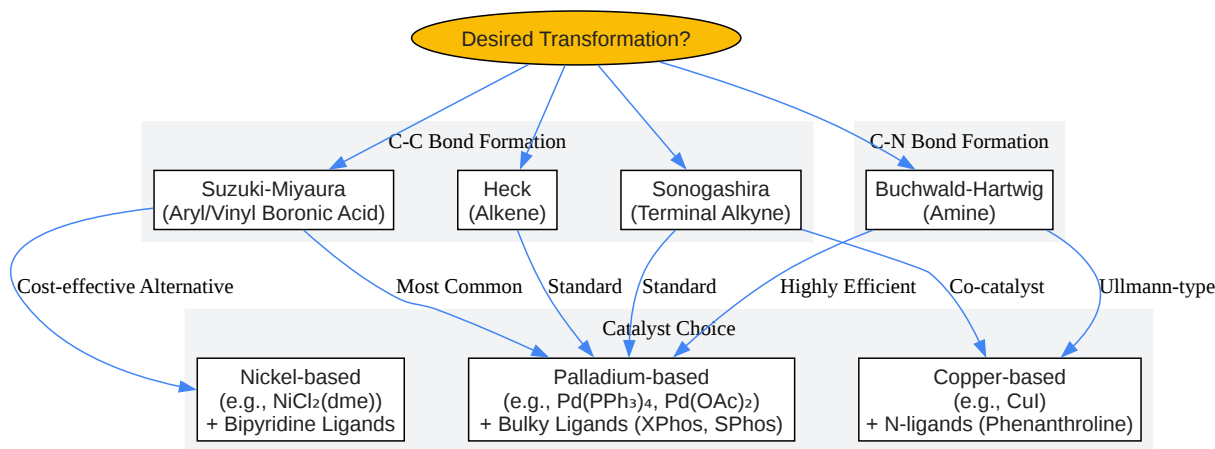 Desired Transformation?
C-C Bond Formation
C-N Bond Formation
Suzuki-Miyaura
(Aryl/Vinyl Boronic Acid)
Heck
(Alkene)
Sonogashira
(Terminal Alkyne)
Buchwald-Hartwig
(Amine)
Cost-effective Alternative
Most Common
Standard
Standard
Highly Efficient
Co-catalyst
Ullmann-type
Catalyst Choice
Nickel-based
(e.g., NiCl₂(dme))
+ Bipyridine Ligands
Palladium-based
(e.g., Pd(PPh₃)₄, Pd(OAc)₂)
+ Bulky Ligands (XPhos, SPhos)
Copper-based
(e.g., CuI)
+ N-ligands (Phenanthroline)